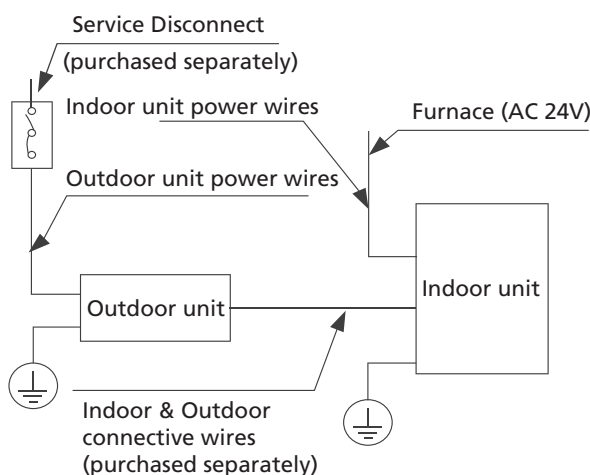 Service Disconnect
(purchased separately)
Indoor unit power wires
Furnace (AC 24V)
Outdoor unit power wires
Outdoor unit
Indoor unit
Indoor & Outdoor
connective wires
(purchased separately)